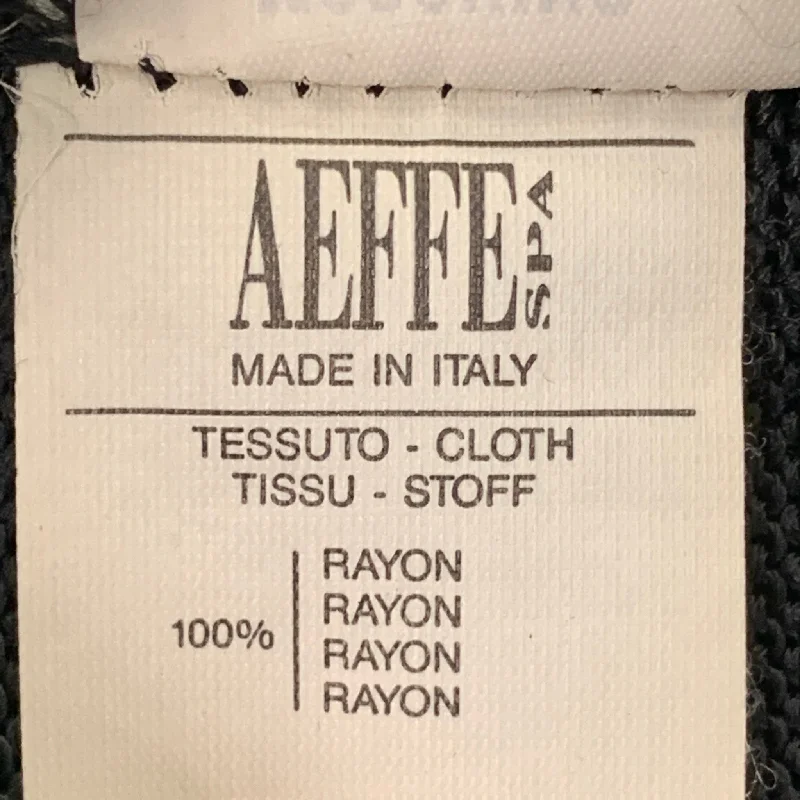 AEFFE SPA
MADE IN ITALY
TESSUTO - CLOTH
TISSU - STOFF
100%
RAYON
RAYON
RAYON
RAYON